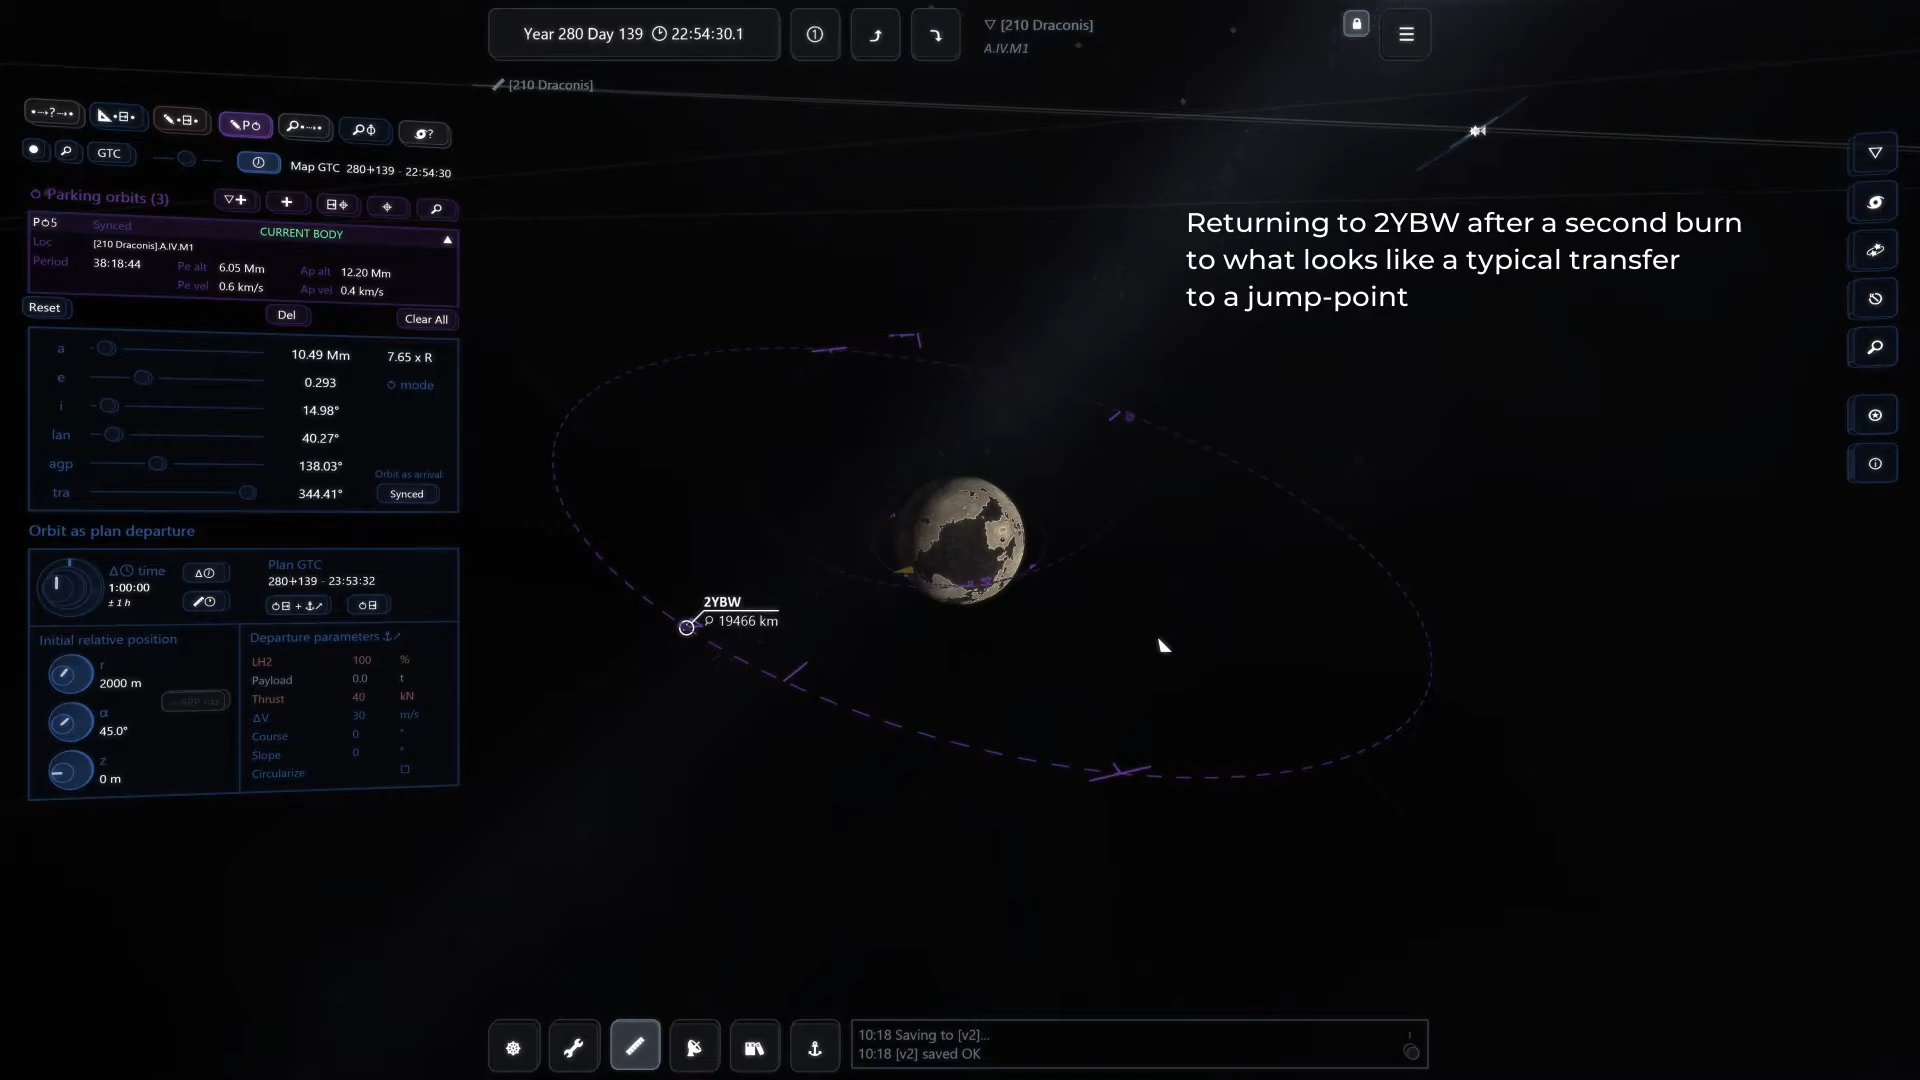 Year 280 Day 139 22:54:30.1
[210 Draconis]
A.IV.M1
[210 Draconis]
GTC
Map GTC 280+139 - 22:54:30
Parking orbits (3)
5 Synced
CURRENT BODY
Loc [210 Draconis].A.IV.M1
Period 38:18:44 Pe alt 6.05 Mm Ap alt 12.20 Mm
Pe vel 0.6 km/s Ap vel 0.4 km/s
Reset Del Clear All
a 10.49 Mm 7.65 x R
e 0.293 mode
i 14.98°
lan 40.27°
agp 138.03° Orbit as arrival:
tra 344.41° Synced
Orbit as plan departure
Δ time
1:00:00
± 1 h
Plan GTC
280+139 - 23:53:32
Initial relative position
r
2000 m
α
45.0°
z
0 m
Departure parameters
LH2 100 %
Payload 0.0 t
Thrust 40 kN
ΔV 30 m/s
Course 0 °
Slope 0 °
Circularize
2YBW
19466 km
Returning to 2YBW after a second burn
to what looks like a typical transfer
to a jump-point
10:18 Saving to [v2]...
10:18 [v2] saved OK